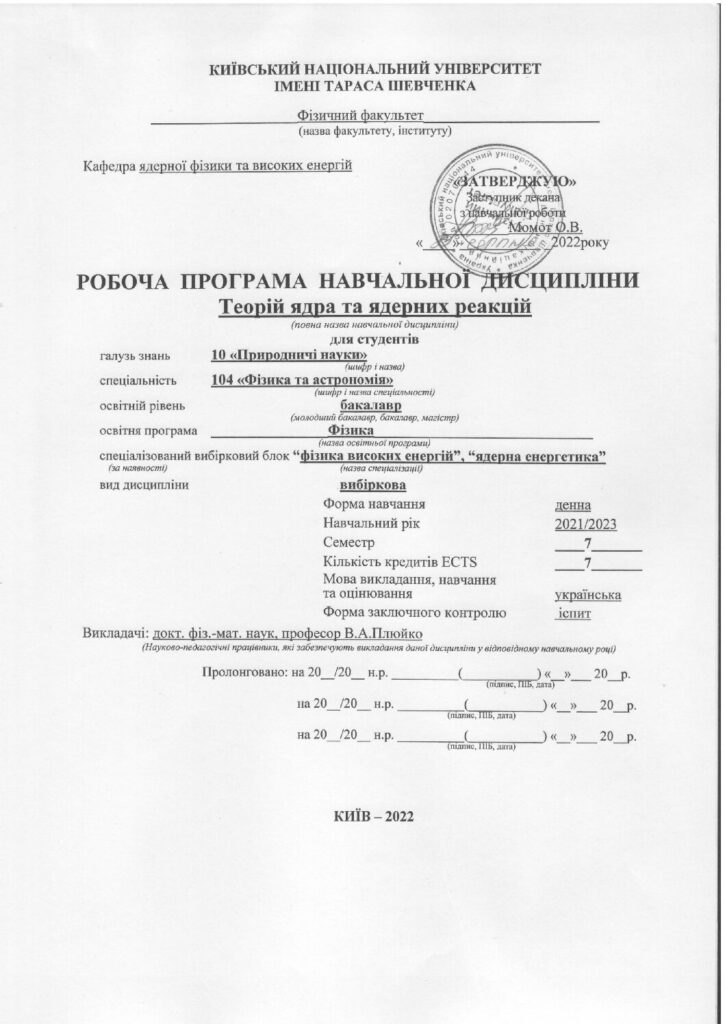 КИЇВСЬКИЙ НАЦІОНАЛЬНИЙ УНІВЕРСИТЕТ
ІМЕНІ ТАРАСА ШЕВЧЕНКА
Фізичний факультет
(назва факультету, інституту)
Кафедра ядерної фізики та високих енергій
«ЗАТВЕРДЖУЮ»
Заступник декана
з навчальної роботи
Момот О.В.
«____»____________2022року
РОБОЧА ПРОГРАМА НАВЧАЛЬНОЇ ДИСЦИПЛІНИ
Теорій ядра та ядерних реакцій
(повна назва навчальної дисципліни)
для студентів
галузь знань 10 «Природничі науки»
(шифр і назва)
спеціальність 104 «Фізика та астрономія»
(шифр і назва спеціальності)
освітній рівень бакалавр
(молодший бакалавр, бакалавр, магістр)
освітня програма Фізика
(назва освітньої програми)
спеціалізований вибірковий блок “фізика високих енергій”, “ядерна енергетика”
(за наявності) (назва спеціалізації)
вид дисципліни вибіркова
Форма навчання денна
Навчальний рік 2021/2023
Семестр ____7______
Кількість кредитів ECTS ____7______
Мова викладання, навчання
та оцінювання українська
Форма заключного контролю іспит
Викладачі: докт. фіз.-мат. наук, професор В.А.Плюйко
(Науково-педагогічні працівники, які забезпечують викладання даної дисципліни у відповідному навчальному році)
Пролонговано: на 20__/20__ н.р. _________(__________) «__»___ 20__р.
(підпис, ПІБ, дата)
на 20__/20__ н.р. _________(__________) «__»___ 20__р.
(підпис, ПІБ, дата)
на 20__/20__ н.р. _________(__________) «__»___ 20__р.
(підпис, ПІБ, дата)
КИЇВ – 2022